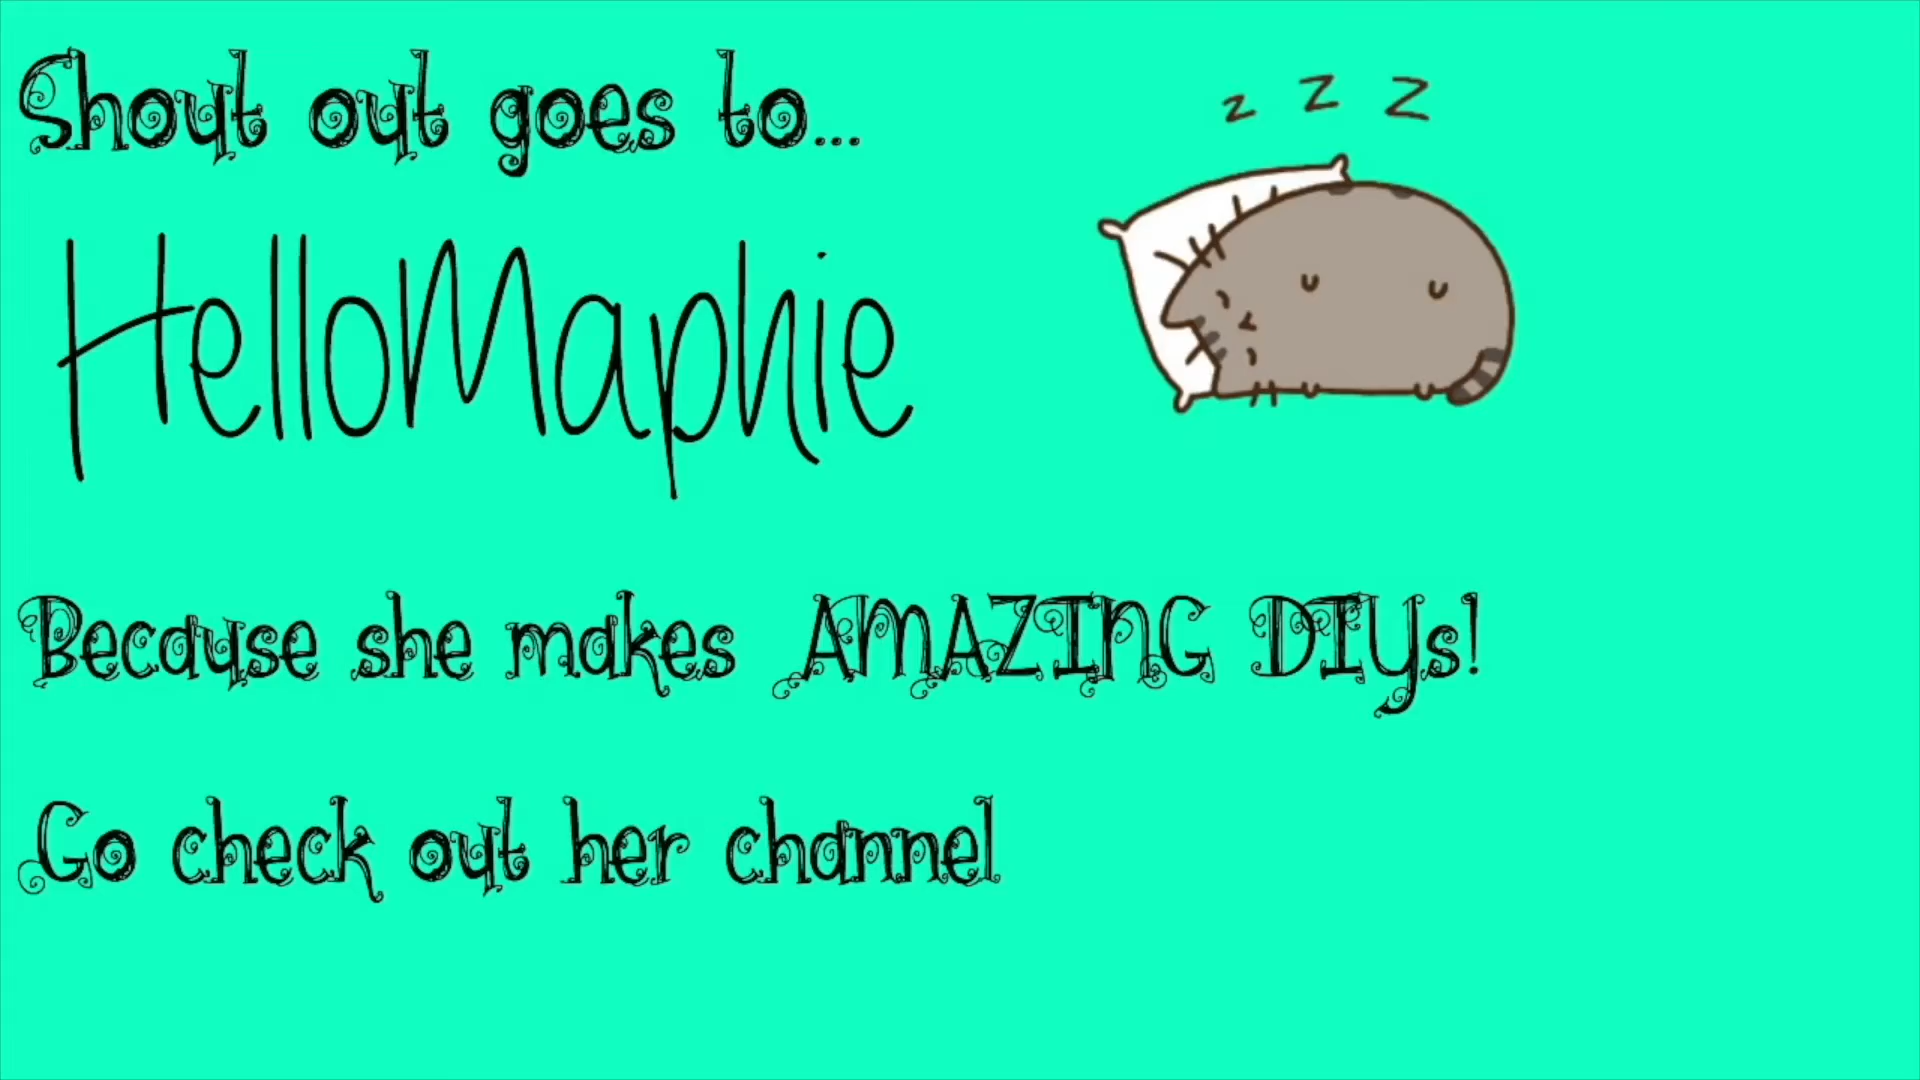 Shout out goes to...
z z z
HelloMaphie
Because she makes AMAZING DIYs!
Go check out her channel